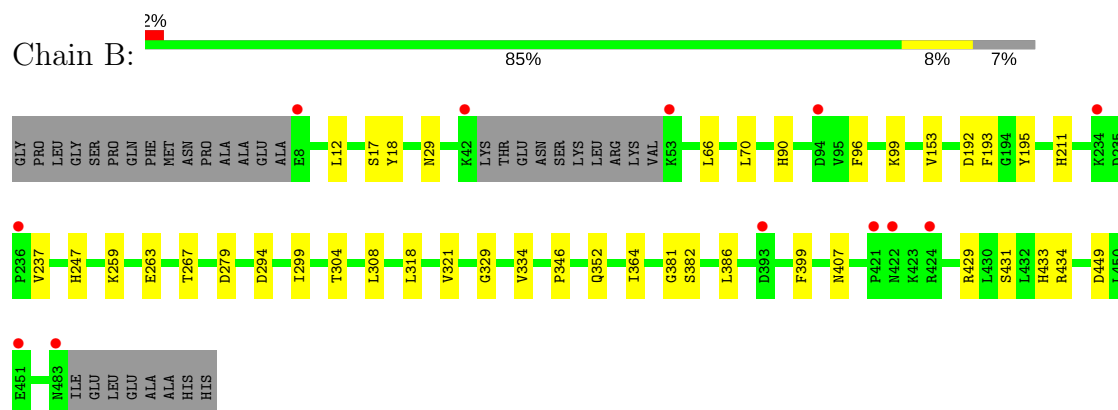 2%
Chain B:
85% 8% 7%
GLY PRO LEU GLY SER PRO GLN PHE MET ASN PRO ALA ALA GLU ALA E8 L12 S17 Y18 N29 K42 LYS THR GLU ASN SER LYS LEU ARG LYS VAL K53 L66 L70 H90 D94 V95 F96 K99 V153 D192 F193 G194 Y195 H211 K234
P236 V237 H247 K259 E263 T267 D279 D294 I299 T304 L308 L318 V321 G329 V334 P346 Q352 I364 G381 S382 L386 D393 F399 N407 P421 N422 K423 R424 R429 L430 S431 L432 H433 R434 D449
E451 N483 ILE GLU LEU GLU ALA ALA HIS HIS